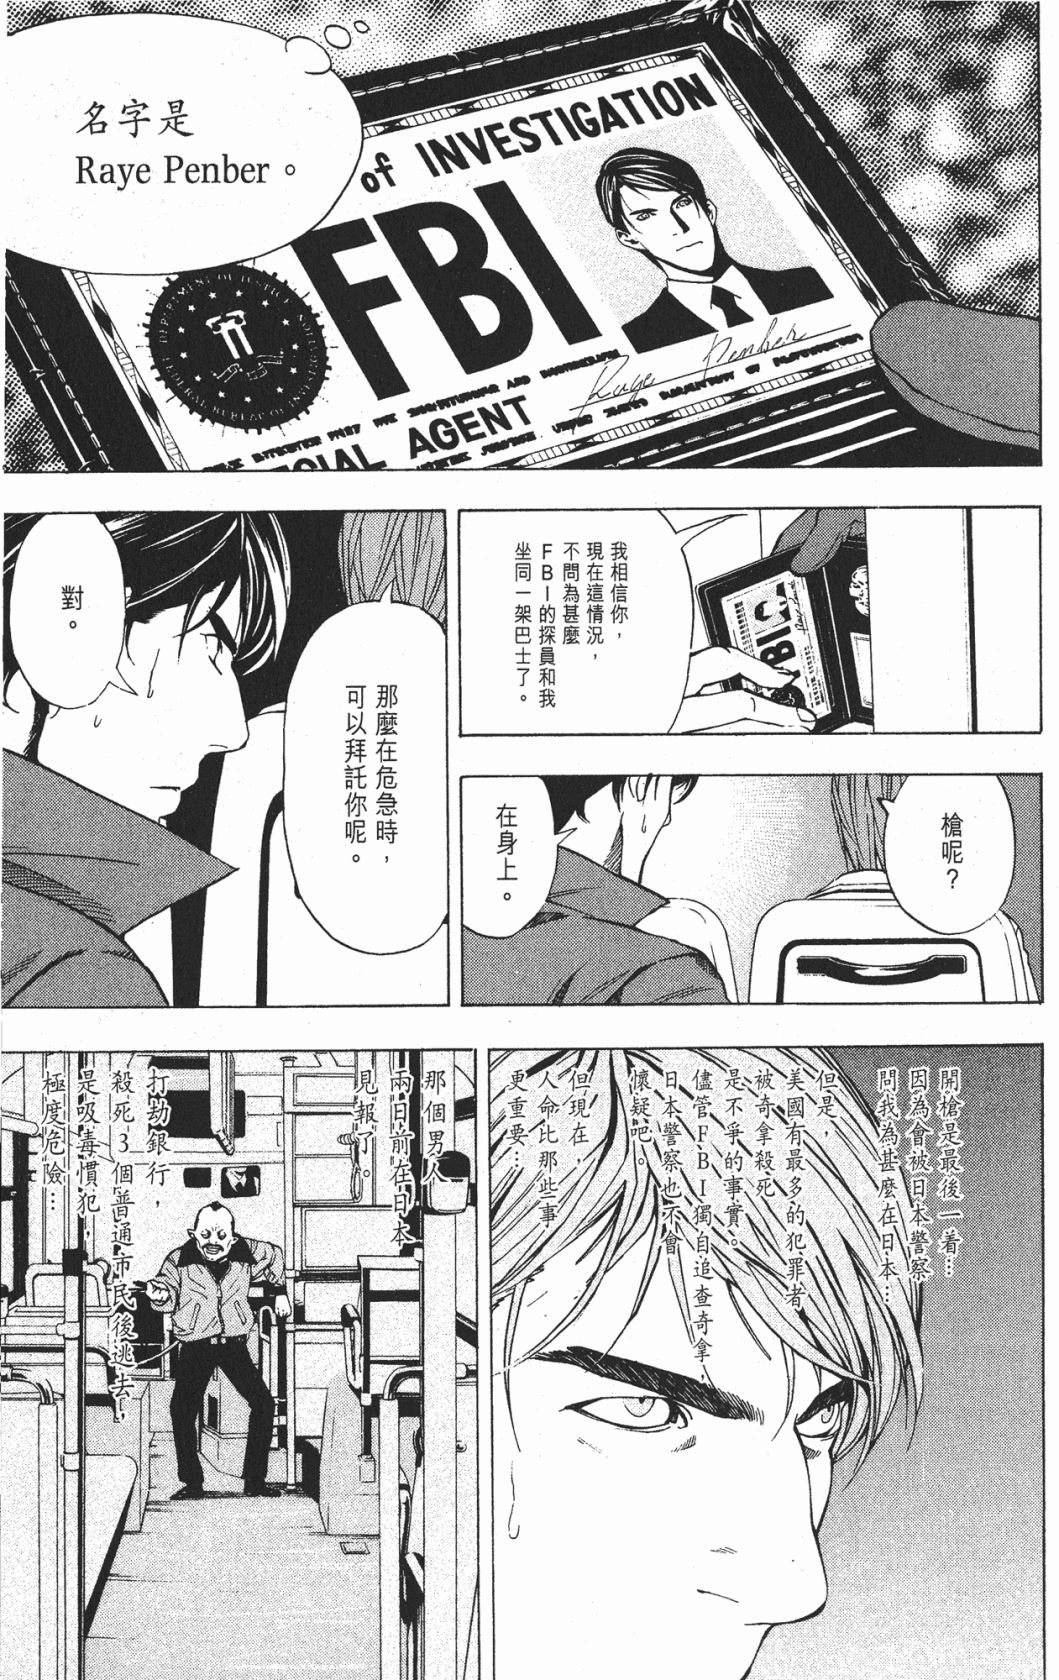 名字是
Raye Penber。
of INVESTIGATION
FBI
Raye Penber
CIAL AGENT
我相信你，
現在這情況，
不問為甚麼
FBI的探員和我
坐同一架巴士了。
FBI
那麼在危急時，
可以拜託你呢。
對。
槍呢？
在身上。
開槍是最後一着…
因為會被日本警察
問我為甚麼在日本…
但是，
美國有最多的犯罪者
被奇拿殺死，
是不爭的事實。
儘管FBI獨自追查奇拿，
日本警察也不會
懷疑吧。
但現在，
人命比那些事
更重要…
那個男人
兩日前在日本
見報了。
打劫銀行，
殺死3個普通市民後逃去，
是吸毒慣犯，
極度危險…